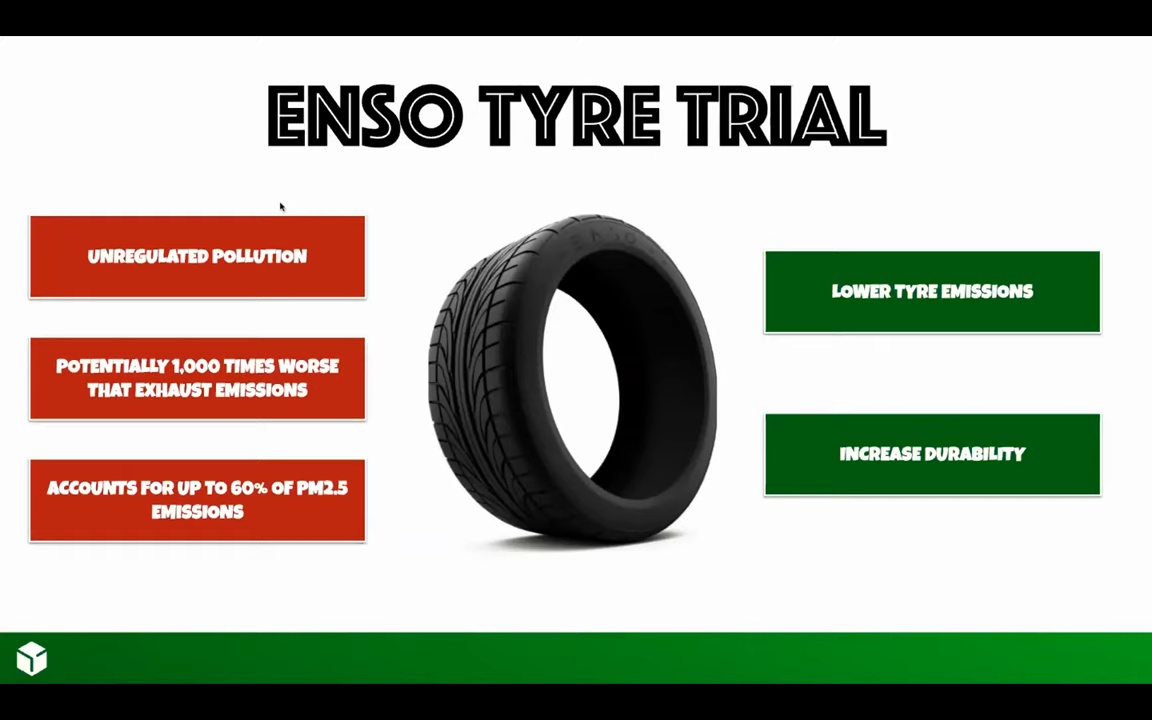 ENSO TYRE TRIAL
UNREGULATED POLLUTION
POTENTIALLY 1,000 TIMES WORSE
THAT EXHAUST EMISSIONS
ACCOUNTS FOR UP TO 60% OF PM2.5
EMISSIONS
ENSO
LOWER TYRE EMISSIONS
INCREASE DURABILITY